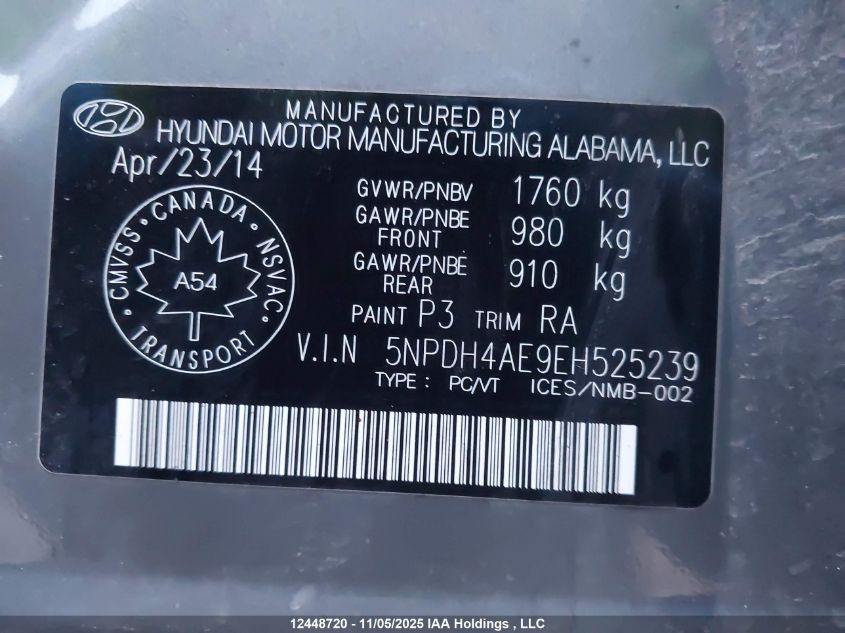 MANUFACTURED BY
HYUNDAI MOTOR MANUFACTURING ALABAMA, LLC
Apr/23/14
GVWR/PNBV 1760 kg
GAWR/PNBE FRONT 980 kg
GAWR/PNBE REAR 910 kg
CANADA • NSVAC • TRANSPORT • CMVSS •
A54
PAINT P3 TRIM RA
V.I.N 5NPDH4AE9EH525239
TYPE : PC/VT ICES/NMB-002
12448720 - 11/05/2025 IAA Holdings , LLC